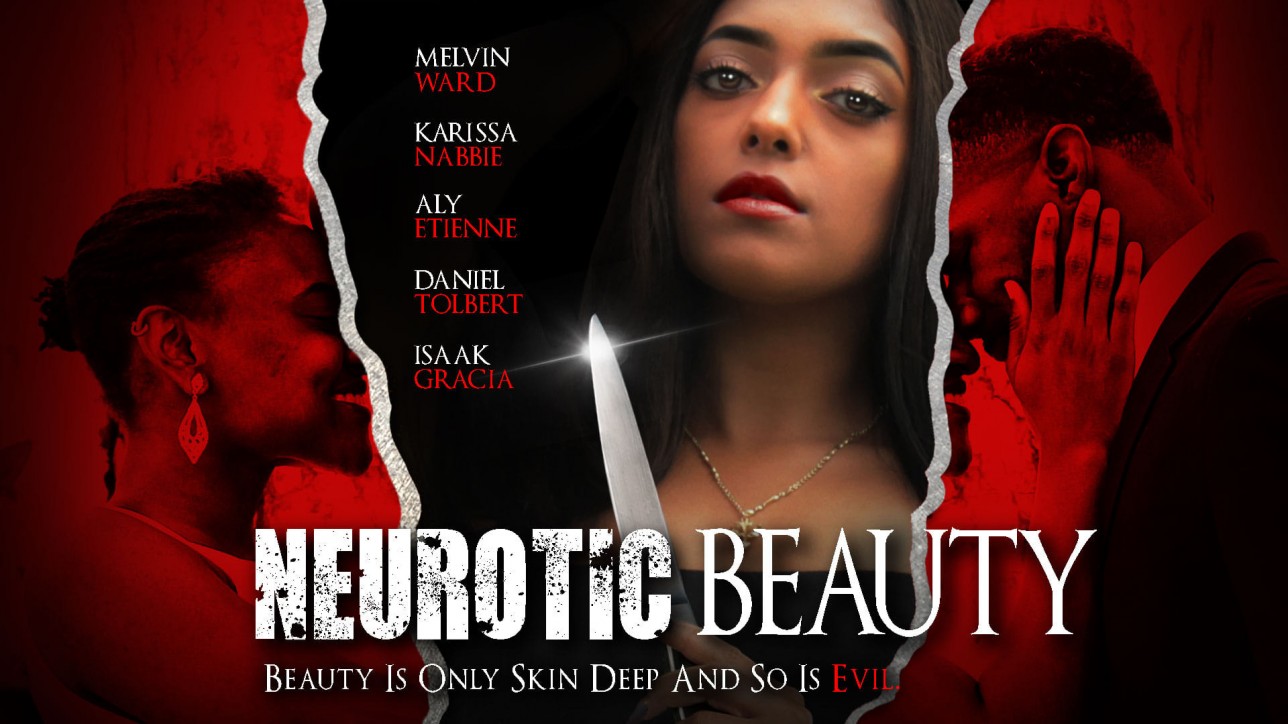 MELVIN
WARD
KARISSA
NABBIE
ALY
ETIENNE
DANIEL
TOLBERT
ISAAK
GRACIA
NEUROTIC BEAUTY
BEAUTY IS ONLY SKIN DEEP AND SO IS EVIL.